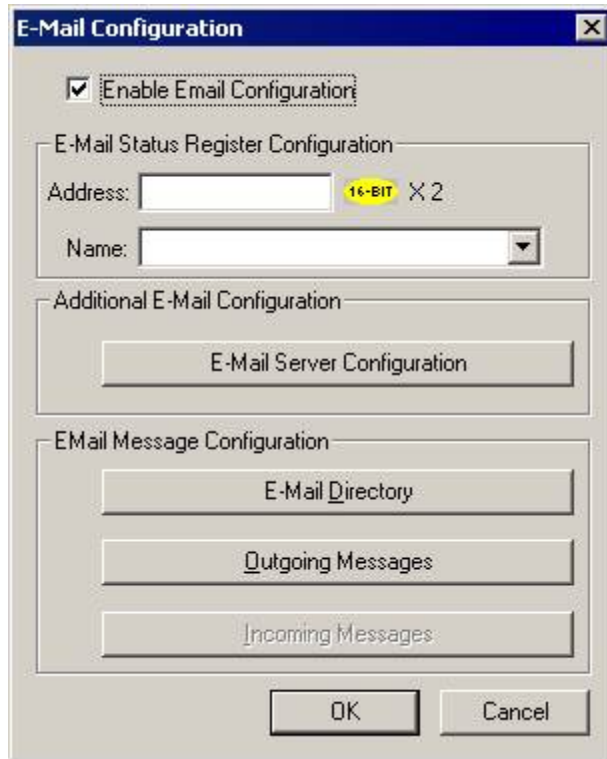 E-Mail Configuration
Enable Email Configuration
E-Mail Status Register Configuration
Address: 16-BIT X 2
Name:
Additional E-Mail Configuration
E-Mail Server Configuration
EMail Message Configuration
E-Mail Directory
Outgoing Messages
Incoming Messages
OK Cancel